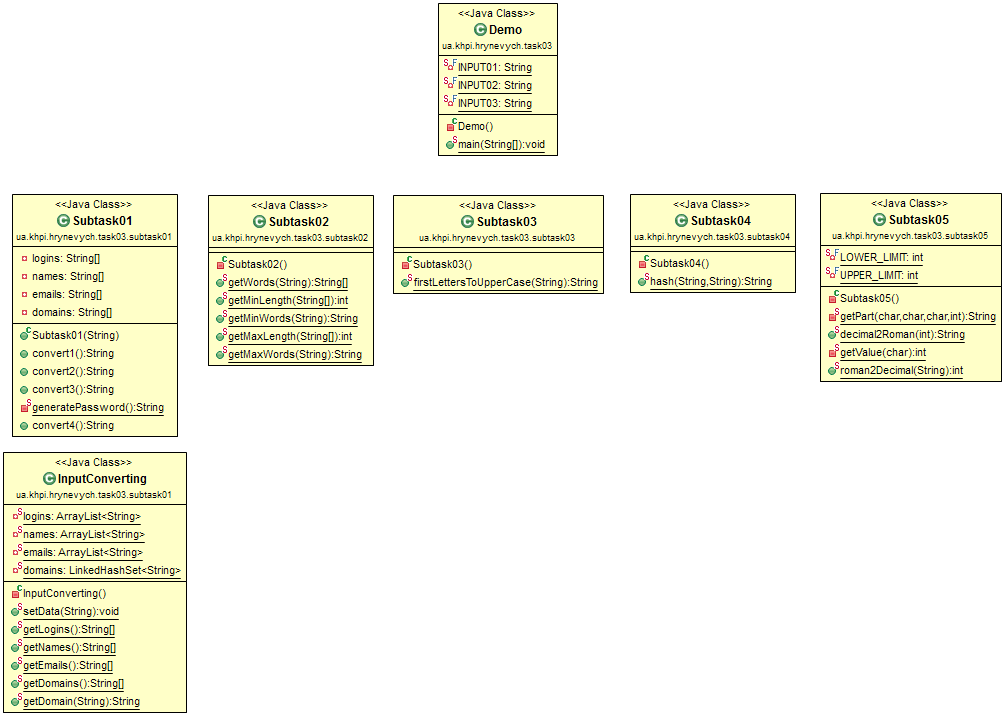 <<Java Class>>
Demo
ua.khpi.hrynevych.task03
INPUT01: String
INPUT02: String
INPUT03: String
Demo()
main(String[]):void
<<Java Class>>
Subtask01
ua.khpi.hrynevych.task03.subtask01
logins: String[]
names: String[]
emails: String[]
domains: String[]
Subtask01(String)
convert1():String
convert2():String
convert3():String
generatePassword():String
convert4():String
<<Java Class>>
Subtask02
ua.khpi.hrynevych.task03.subtask02
Subtask02()
getWords(String):String[]
getMinLength(String[]):int
getMinWords(String):String
getMaxLength(String[]):int
getMaxWords(String):String
<<Java Class>>
Subtask03
ua.khpi.hrynevych.task03.subtask03
Subtask03()
firstLettersToUpperCase(String):String
<<Java Class>>
Subtask04
ua.khpi.hrynevych.task03.subtask04
Subtask04()
hash(String,String):String
<<Java Class>>
Subtask05
ua.khpi.hrynevych.task03.subtask05
LOWER_LIMIT: int
UPPER_LIMIT: int
Subtask05()
getPart(char,char,char,int):String
decimal2Roman(int):String
getValue(char):int
roman2Decimal(String):int
<<Java Class>>
InputConverting
ua.khpi.hrynevych.task03.subtask01
logins: ArrayList<String>
names: ArrayList<String>
emails: ArrayList<String>
domains: LinkedHashSet<String>
InputConverting()
setData(String):void
getLogins():String[]
getNames():String[]
getEmails():String[]
getDomains():String[]
getDomain(String):String